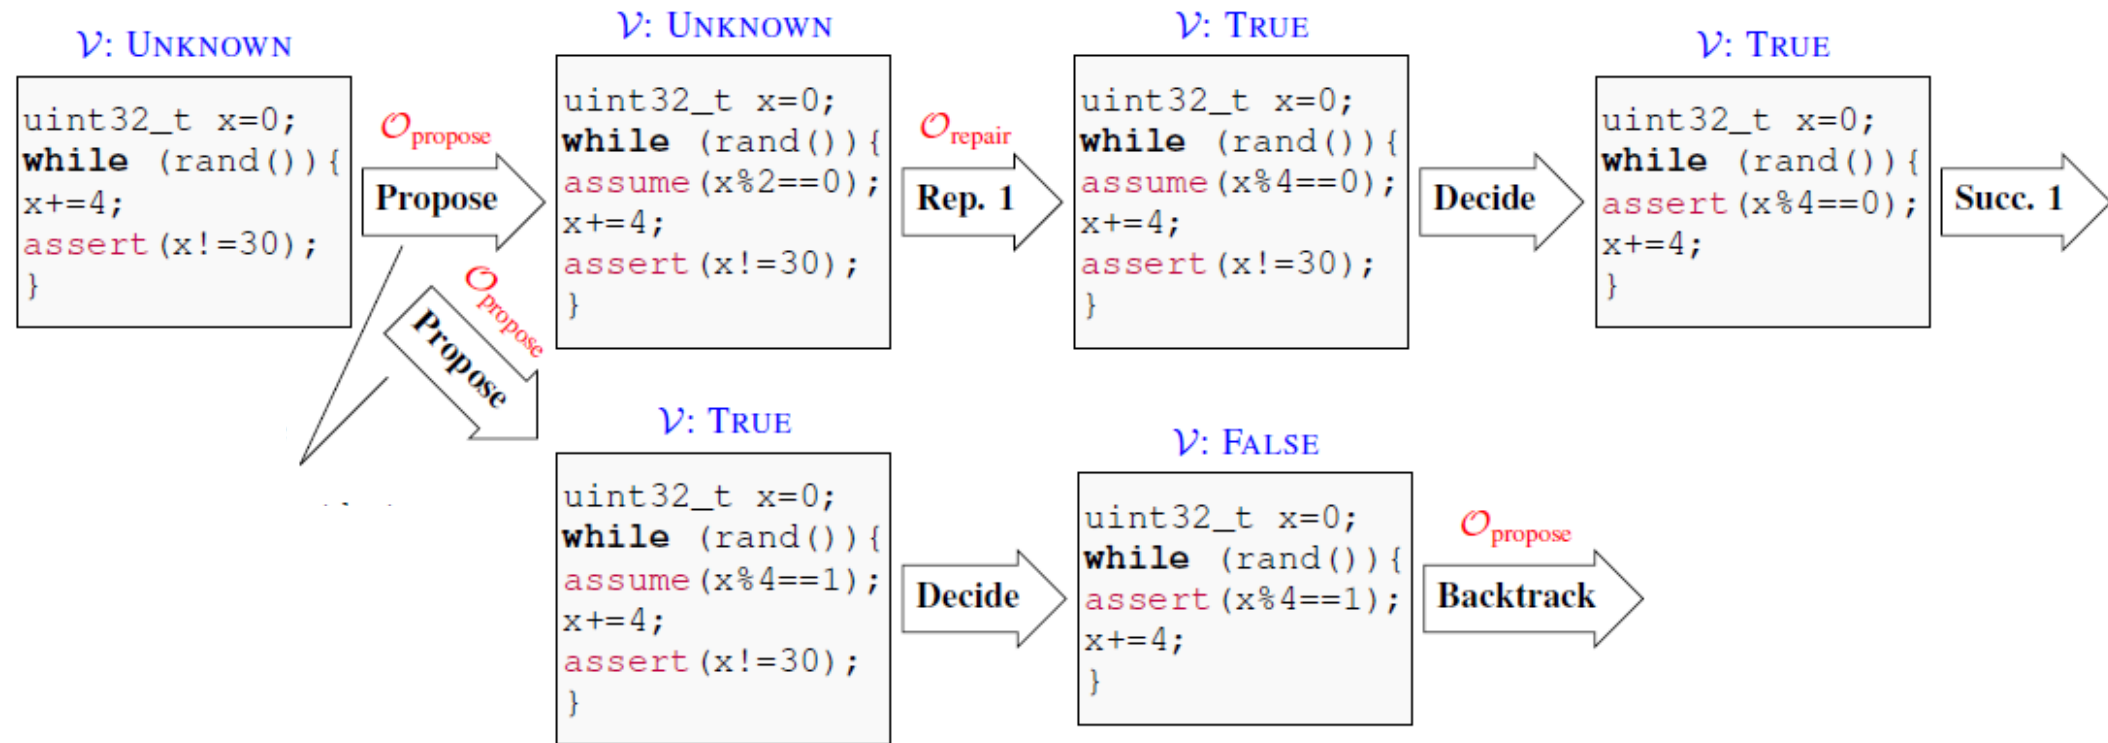 𝒱: UNKNOWN
uint32_t x=0;
while (rand()){
x+=4;
assert(x!=30);
}
𝒪propose
Propose
𝒱: UNKNOWN
uint32_t x=0;
while (rand()){
assume(x%2==0);
x+=4;
assert(x!=30);
}
𝒪repair
Rep. 1
𝒱: TRUE
uint32_t x=0;
while (rand()){
assume(x%4==0);
x+=4;
assert(x!=30);
}
Decide
𝒱: TRUE
uint32_t x=0;
while (rand()){
assert(x%4==0);
x+=4;
}
Succ. 1
𝒪propose
Propose
𝒱: TRUE
uint32_t x=0;
while (rand()){
assume(x%4==1);
x+=4;
assert(x!=30);
}
Decide
𝒱: FALSE
uint32_t x=0;
while (rand()){
assert(x%4==1);
x+=4;
}
𝒪propose
Backtrack